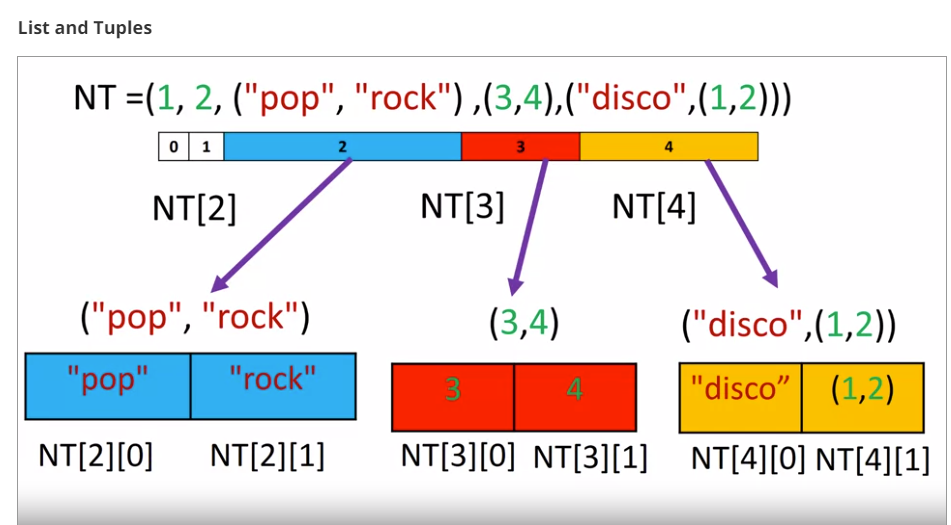 List and Tuples
NT =(1, 2, ("pop", "rock") ,(3,4),("disco",(1,2)))
0 1 2 3 4
NT[2] NT[3] NT[4]
("pop", "rock") (3,4) ("disco",(1,2))
"pop" "rock" 3 4 "disco” (1,2)
NT[2][0] NT[2][1] NT[3][0] NT[3][1] NT[4][0] NT[4][1]